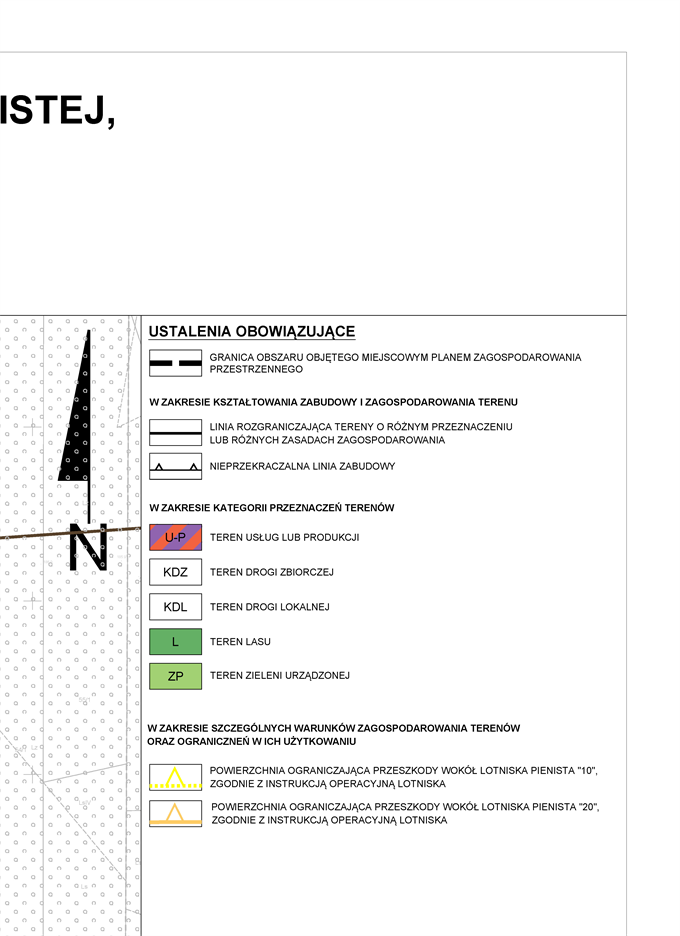 ISTEJ,
USTALENIA OBOWIĄZUJĄCE
GRANICA OBSZARU OBJĘTEGO MIEJSCOWYM PLANEM ZAGOSPODAROWANIA
PRZESTRZENNEGO
W ZAKRESIE KSZTAŁTOWANIA ZABUDOWY I ZAGOSPODAROWANIA TERENU
LINIA ROZGRANICZAJĄCA TERENY O RÓŻNYM PRZEZNACZENIU
LUB RÓŻNYCH ZASADACH ZAGOSPODAROWANIA
NIEPRZEKRACZALNA LINIA ZABUDOWY
W ZAKRESIE KATEGORII PRZEZNACZEŃ TERENÓW
U-P TEREN USŁUG LUB PRODUKCJI
KDZ TEREN DROGI ZBIORCZEJ
KDL TEREN DROGI LOKALNEJ
L TEREN LASU
ZP TEREN ZIELENI URZĄDZONEJ
W ZAKRESIE SZCZEGÓLNYCH WARUNKÓW ZAGOSPODAROWANIA TERENÓW
ORAZ OGRANICZNEŃ W ICH UŻYTKOWANIU
POWIERZCHNIA OGRANICZAJĄCA PRZESZKODY WOKÓŁ LOTNISKA PIENISTA "10",
ZGODNIE Z INSTRUKCJĄ OPERACYJNĄ LOTNISKA
POWIERZCHNIA OGRANICZAJĄCA PRZESZKODY WOKÓŁ LOTNISKA PIENISTA "20",
ZGODNIE Z INSTRUKCJĄ OPERACYJNĄ LOTNISKA
N